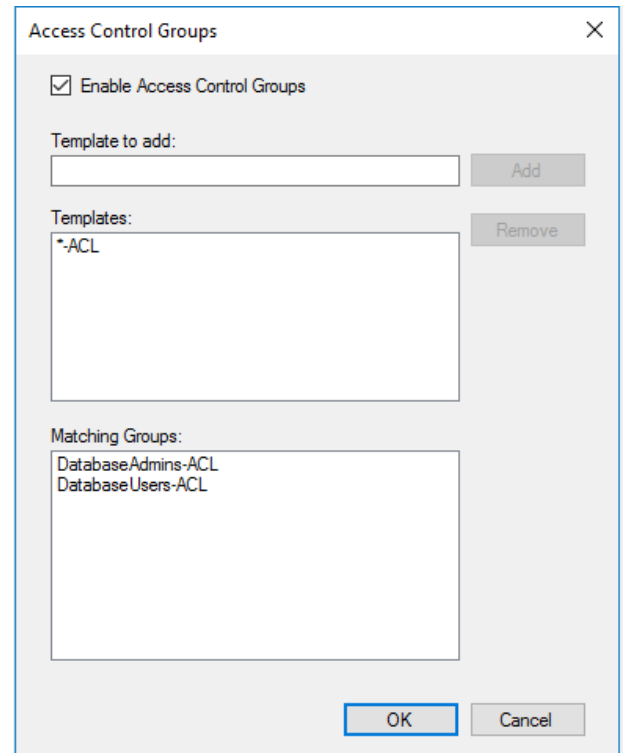 Access Control Groups
Enable Access Control Groups
Template to add:
Add
Templates:
Remove
*-ACL
Matching Groups:
DatabaseAdmins-ACL
DatabaseUsers-ACL
OK
Cancel